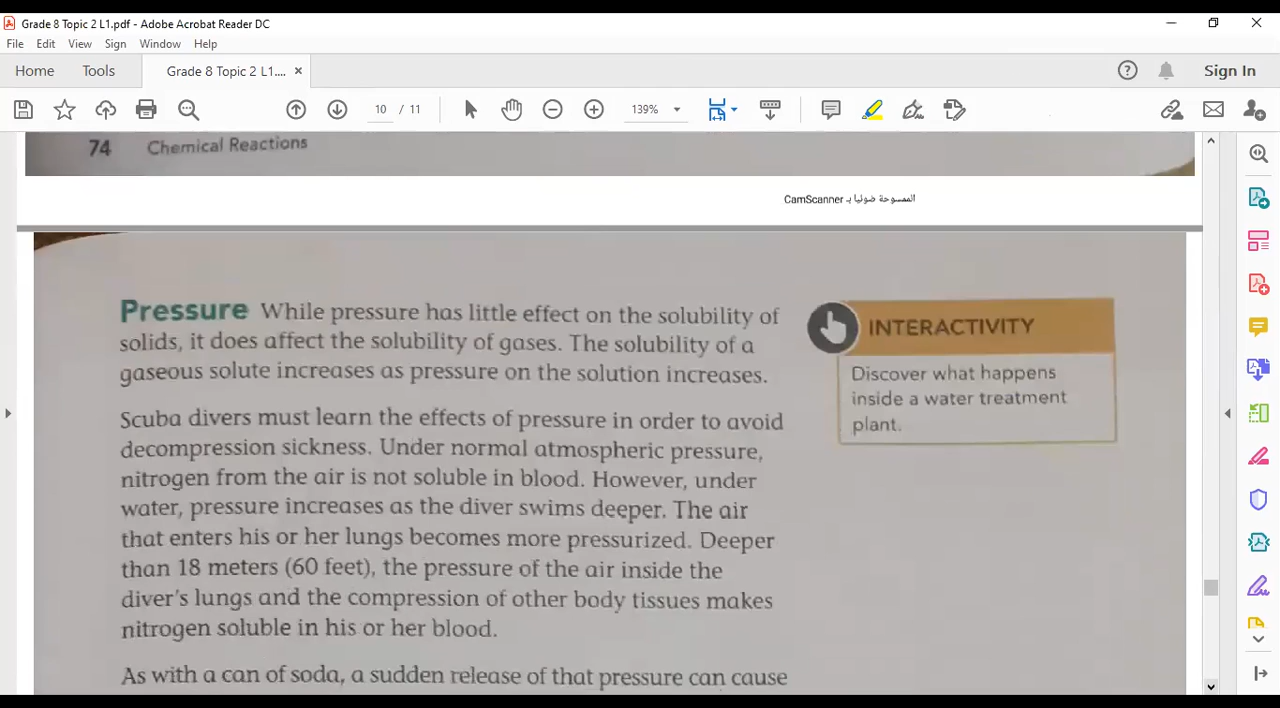 Grade 8 Topic 2 L1.pdf - Adobe Acrobat Reader DC
File Edit View Sign Window Help
Home Tools Grade 8 Topic 2 L1.... × Sign In
10 / 11 139%
74 Chemical Reactions
الممسوحة ضوئيا بـ CamScanner
Pressure While pressure has little effect on the solubility of
solids, it does affect the solubility of gases. The solubility of a
gaseous solute increases as pressure on the solution increases.
Scuba divers must learn the effects of pressure in order to avoid
decompression sickness. Under normal atmospheric pressure,
nitrogen from the air is not soluble in blood. However, under
water, pressure increases as the diver swims deeper. The air
that enters his or her lungs becomes more pressurized. Deeper
than 18 meters (60 feet), the pressure of the air inside the
diver's lungs and the compression of other body tissues makes
nitrogen soluble in his or her blood.
As with a can of soda, a sudden release of that pressure can cause
INTERACTIVITY
Discover what happens
inside a water treatment
plant.